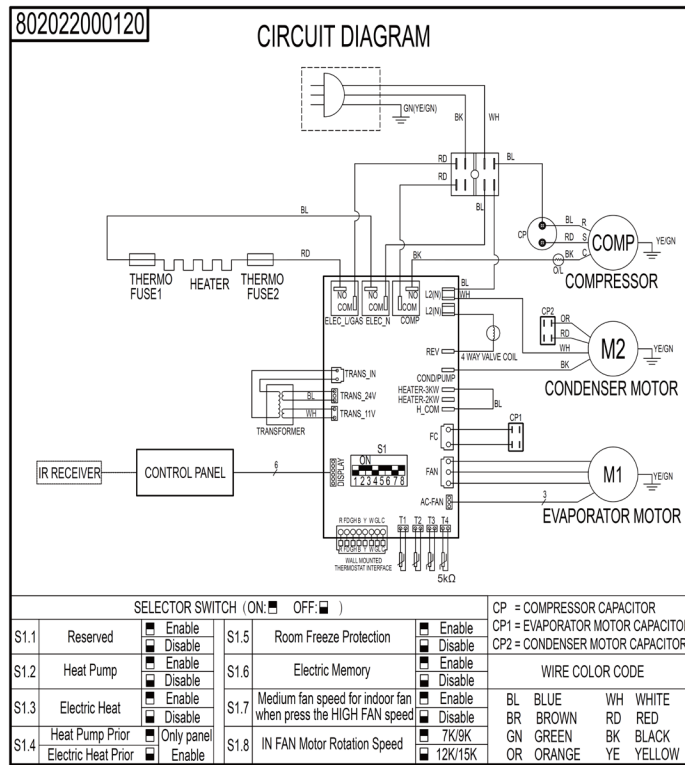 802022000120
CIRCUIT DIAGRAM
GN(YE/GN)
BK
WH
RD
RD
BL
BL
BL
RD
BK
CP
BL
RD
BK
R
S
C
COMP
YE/GN
O/L
COMPRESSOR
THERMO
FUSE1
HEATER
THERMO
FUSE2
NO
COM
NO
COM
NO
COM
ELEC_L/GAS
ELEC_N
COMP
L2(N)
L2(N)
BL
WH
CP2
OR
RD
WH
BK
M2
YE/GN
CONDENSER MOTOR
REV
4 WAY VALVE COIL
COND/PUMP
HEATER-3KW
HEATER-2KW
H_COM
BL
TRANS_IN
TRANS_24V
TRANS_11V
BL
WH
TRANSFORMER
FC
CP1
S1
ON
1 2 3 4 5 6 7 8
FAN
AC-FAN
3
M1
YE/GN
EVAPORATOR MOTOR
IR RECEIVER
CONTROL PANEL
6
DISPLAY
R FDGHB Y WGLC
R FDGHB Y WGLC
WALL MOUNTED
THERMOSTAT INTERFACE
T1 T2 T3 T4
5kΩ
SELECTOR SWITCH ( ON: OFF: )
S1.1 Reserved Enable
Disable
S1.2 Heat Pump Enable
Disable
S1.3 Electric Heat Enable
Disable
S1.4 Heat Pump Prior Only panel
Electric Heat Prior Enable
S1.5 Room Freeze Protection Enable
Disable
S1.6 Electric Memory Enable
Disable
S1.7 Medium fan speed for indoor fan Enable
when press the HIGH FAN speed Disable
S1.8 IN FAN Motor Rotation Speed 7K/9K
12K/15K
CP = COMPRESSOR CAPACITOR
CP1 = EVAPORATOR MOTOR CAPACITOR
CP2 = CONDENSER MOTOR CAPACITOR
WIRE COLOR CODE
BL BLUE WH WHITE
BR BROWN RD RED
GN GREEN BK BLACK
OR ORANGE YE YELLOW